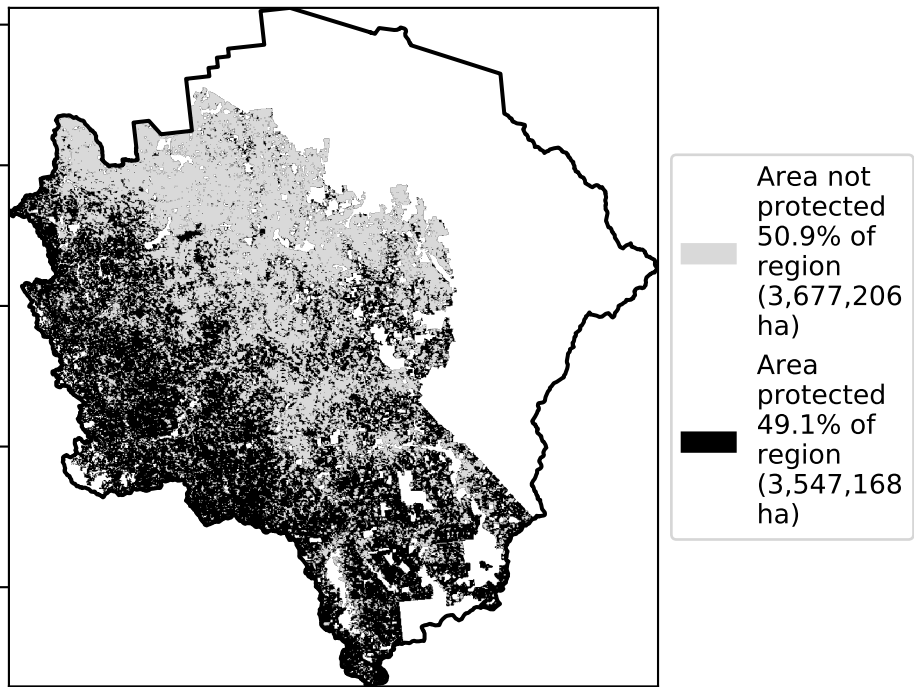 Area not
protected
50.9% of
region
(3,677,206
ha)
Area
protected
49.1% of
region
(3,547,168
ha)